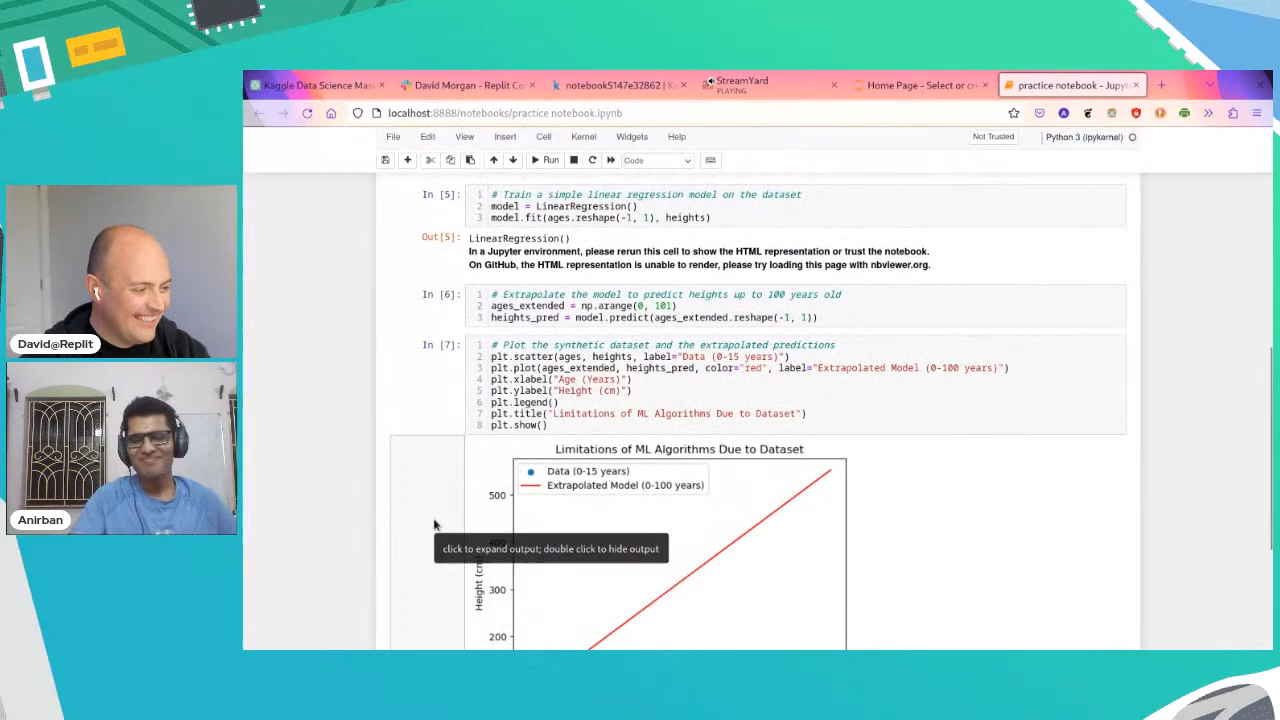 Kaggle Data Science Mas
David Morgan - Replit Co
notebook5147e32862 | K
StreamYard
PLAYING
Home Page - Select or cre
practice notebook - Jupyt
localhost:8888/notebooks/practice notebook.ipynb
File Edit View Insert Cell Kernel Widgets Help
Not Trusted
Python 3 (ipykernel)
Run
Code
In [5]:
1 # Train a simple linear regression model on the dataset
2 model = LinearRegression()
3 model.fit(ages.reshape(-1, 1), heights)
Out[5]: LinearRegression()
In a Jupyter environment, please rerun this cell to show the HTML representation or trust the notebook.
On GitHub, the HTML representation is unable to render, please try loading this page with nbviewer.org.
In [6]:
1 # Extrapolate the model to predict heights up to 100 years old
2 ages_extended = np.arange(0, 101)
3 heights_pred = model.predict(ages_extended.reshape(-1, 1))
In [7]:
1 # Plot the synthetic dataset and the extrapolated predictions
2 plt.scatter(ages, heights, label="Data (0-15 years)")
3 plt.plot(ages_extended, heights_pred, color="red", label="Extrapolated Model (0-100 years)")
4 plt.xlabel("Age (Years)")
5 plt.ylabel("Height (cm)")
6 plt.legend()
7 plt.title("Limitations of ML Algorithms Due to Dataset")
8 plt.show()
Limitations of ML Algorithms Due to Dataset
Data (0-15 years)
Extrapolated Model (0-100 years)
500
400
300
200
Height (cm)
click to expand output; double click to hide output
David@Replit
Anirban